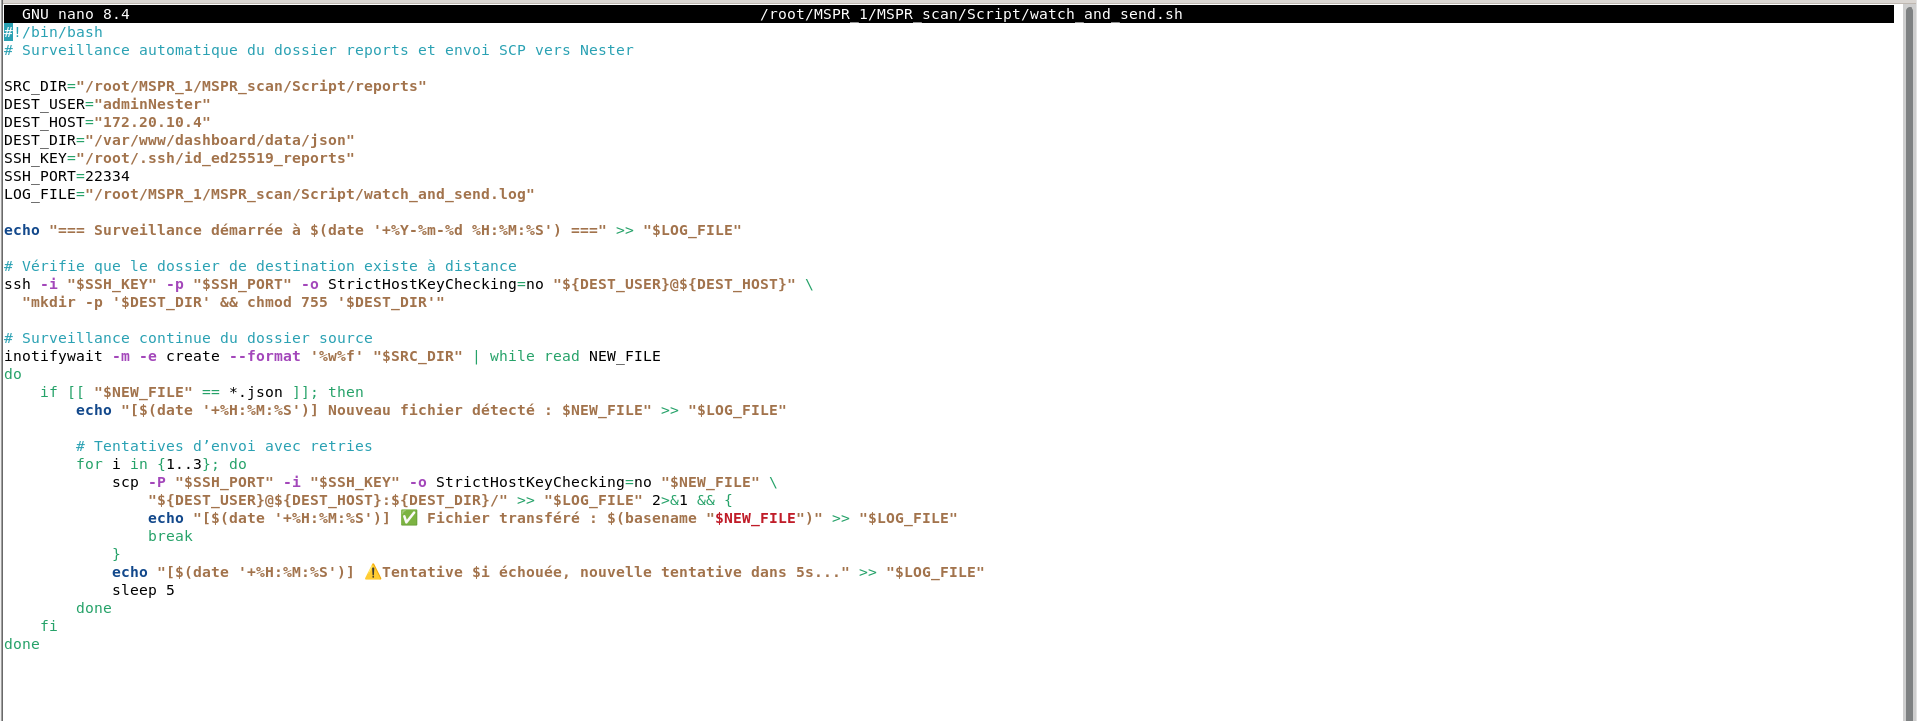 GNU nano 8.4 /root/MSPR_1/MSPR_scan/Script/watch_and_send.sh
#!/bin/bash
# Surveillance automatique du dossier reports et envoi SCP vers Nester

SRC_DIR="/root/MSPR_1/MSPR_scan/Script/reports"
DEST_USER="adminNester"
DEST_HOST="172.20.10.4"
DEST_DIR="/var/www/dashboard/data/json"
SSH_KEY="/root/.ssh/id_ed25519_reports"
SSH_PORT=22334
LOG_FILE="/root/MSPR_1/MSPR_scan/Script/watch_and_send.log"

echo "=== Surveillance démarrée à $(date '+%Y-%m-%d %H:%M:%S') ===" >> "$LOG_FILE"

# Vérifie que le dossier de destination existe à distance
ssh -i "$SSH_KEY" -p "$SSH_PORT" -o StrictHostKeyChecking=no "${DEST_USER}@${DEST_HOST}" \
  "mkdir -p '$DEST_DIR' && chmod 755 '$DEST_DIR'"

# Surveillance continue du dossier source
inotifywait -m -e create --format '%w%f' "$SRC_DIR" | while read NEW_FILE
do
    if [[ "$NEW_FILE" == *.json ]]; then
        echo "[$(date '+%H:%M:%S')] Nouveau fichier détecté : $NEW_FILE" >> "$LOG_FILE"

        # Tentatives d’envoi avec retries
        for i in {1..3}; do
            scp -P "$SSH_PORT" -i "$SSH_KEY" -o StrictHostKeyChecking=no "$NEW_FILE" \
                "${DEST_USER}@${DEST_HOST}:${DEST_DIR}/" >> "$LOG_FILE" 2>&1 && {
                echo "[$(date '+%H:%M:%S')] ✅ Fichier transféré : $(basename "$NEW_FILE")" >> "$LOG_FILE"
                break
            }
            echo "[$(date '+%H:%M:%S')] ⚠️Tentative $i échouée, nouvelle tentative dans 5s..." >> "$LOG_FILE"
            sleep 5
        done
    fi
done